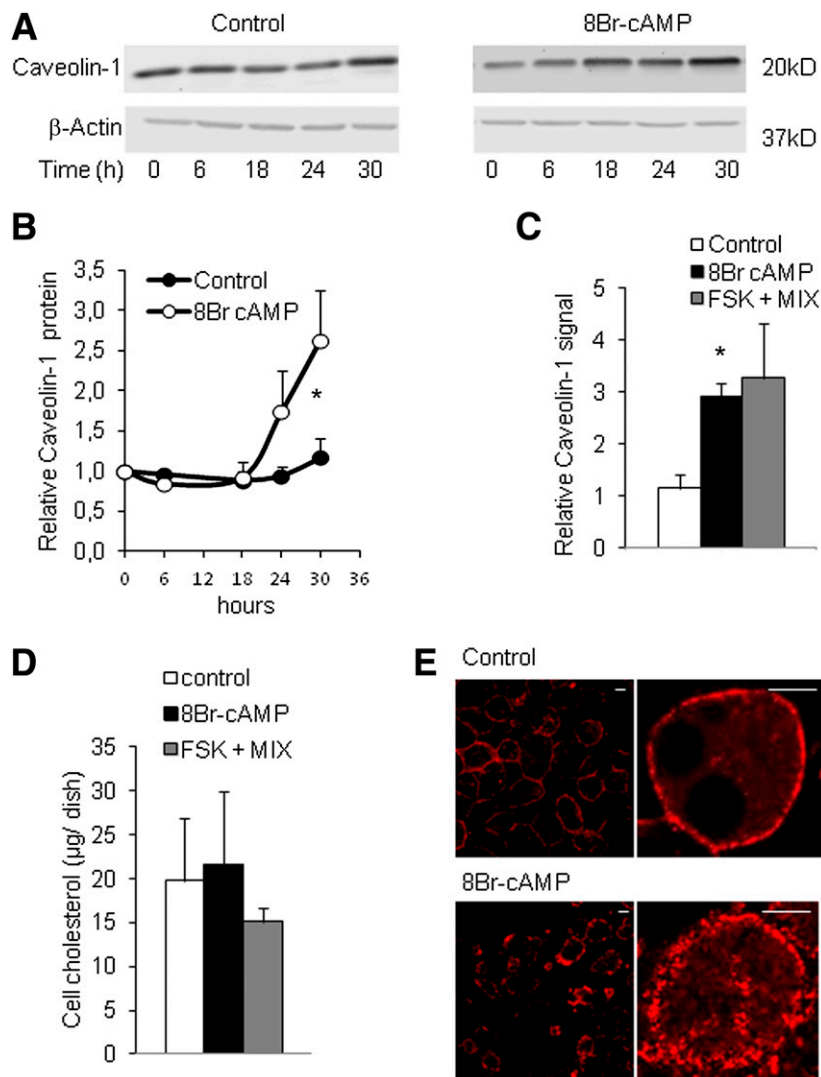 A
Control
8Br-cAMP
Caveolin-1
20kD
β-Actin
37kD
Time (h) 0 6 18 24 30 0 6 18 24 30
B
Control
8Br cAMP
Relative Caveolin-1 protein
3,5
3,0
2,5
2,0
1,5
1,0
0,5
0,0
*
0 6 12 18 24 30 36
hours
C
Control
8Br cAMP
FSK + MIX
Relative Caveolin-1 signal
5
4
3
2
1
0
*
D
control
8Br-cAMP
FSK + MIX
Cell cholesterol (µg/ dish)
35
30
25
20
15
10
5
0
E
Control
8Br-cAMP